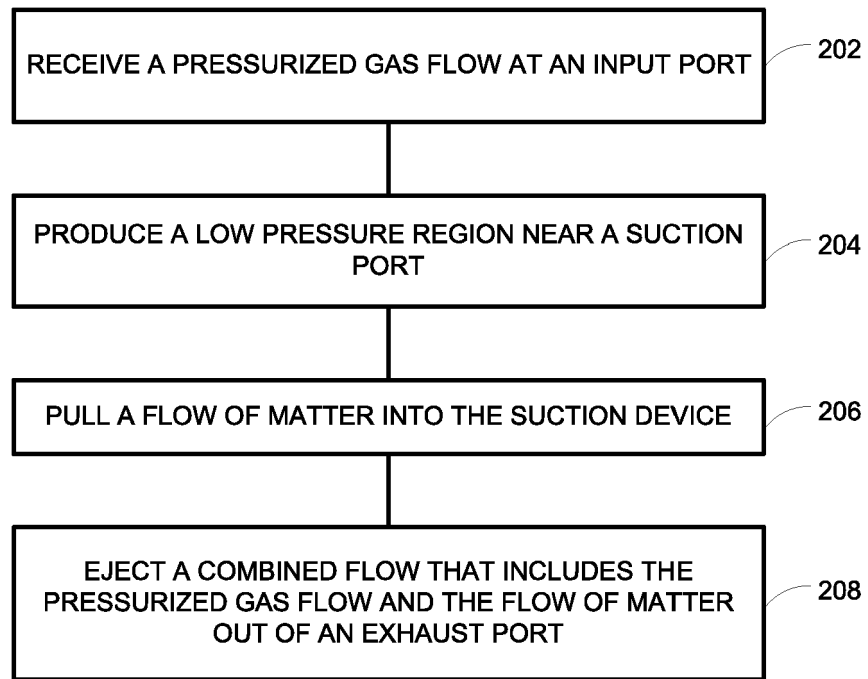 RECEIVE A PRESSURIZED GAS FLOW AT AN INPUT PORT
202
PRODUCE A LOW PRESSURE REGION NEAR A SUCTION
PORT
204
PULL A FLOW OF MATTER INTO THE SUCTION DEVICE
206
EJECT A COMBINED FLOW THAT INCLUDES THE
PRESSURIZED GAS FLOW AND THE FLOW OF MATTER
OUT OF AN EXHAUST PORT
208